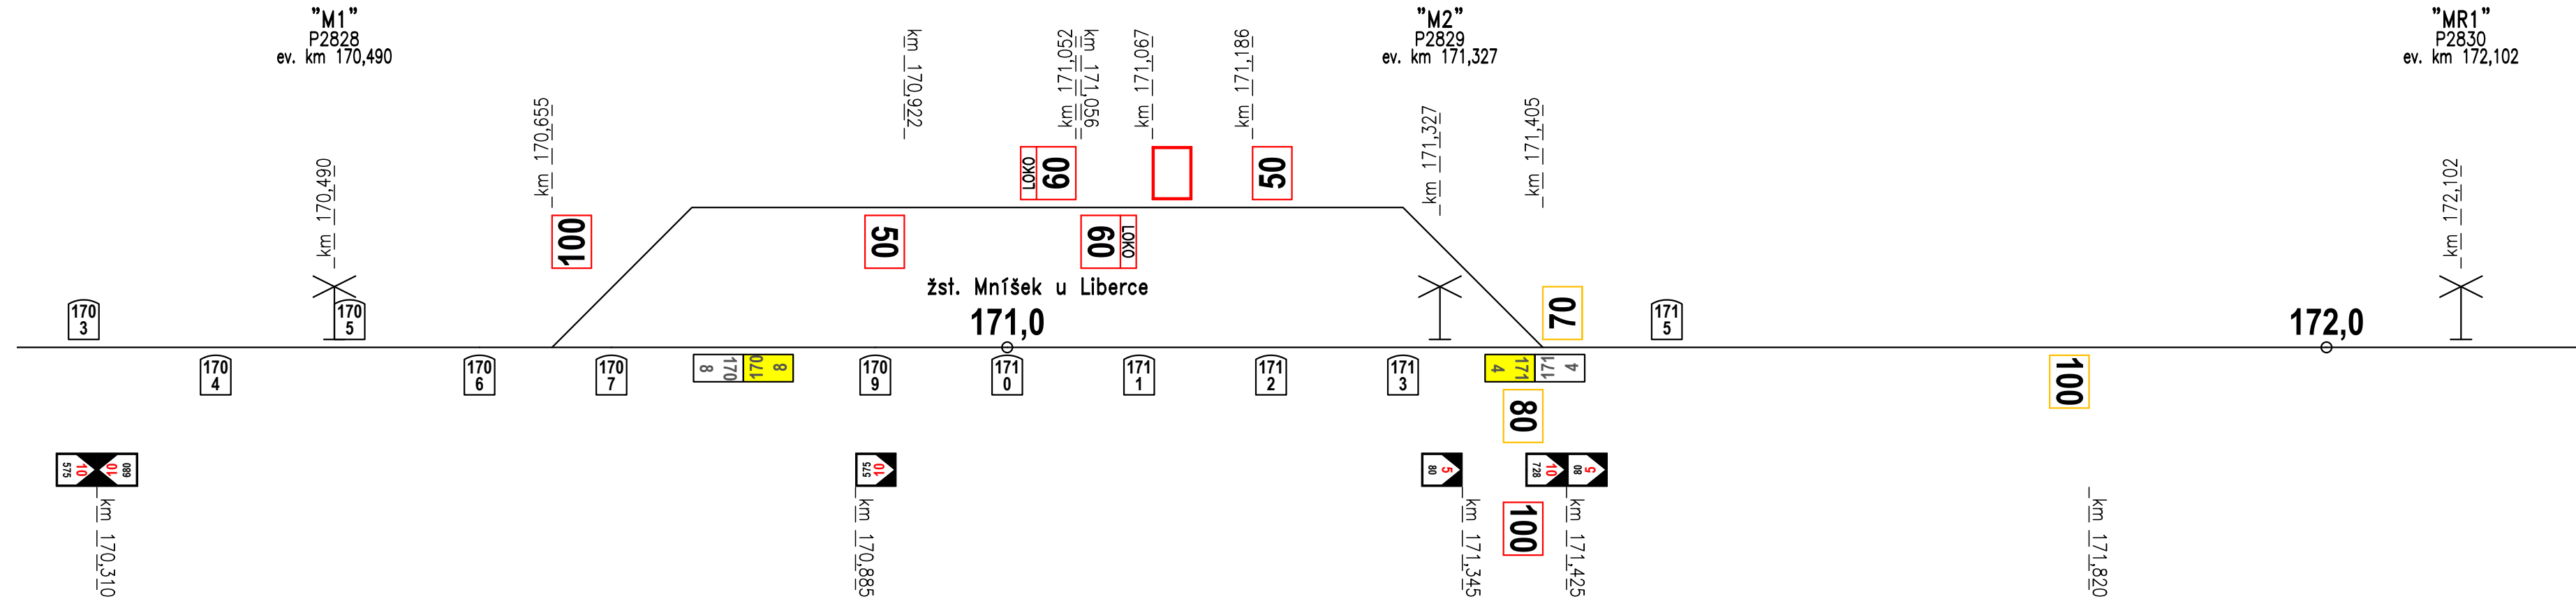 "M1"
P2828
ev. km 170,490
"M2"
P2829
ev. km 171,327
"MR1"
P2830
ev. km 172,102
km 170,490
km 170,655
km 170,922
km 171,052
km 171,056
km 171,067
km 171,186
km 171,327
km 171,405
km 172,102
LOKO 60
50
100
50
60 LOKO
žst. Mníšek u Liberce
171,0
172,0
70
170
3
170
5
171
5
170
4
170
6
170
7
170
8
170
8
170
9
171
0
171
1
171
2
171
3
171
4
171
4
80
100
575
10
10
680
10
575
5
80
10
728
5
80
100
km 170,310
km 170,885
km 171,345
km 171,425
km 171,820